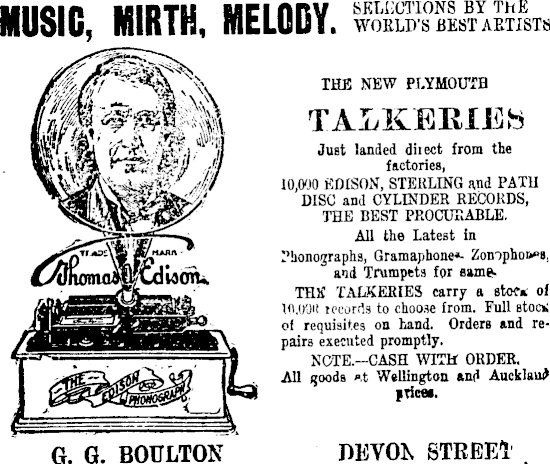 MUSIC, MIRTH, MELODY.
SELECTIONS BY THE
WORLD'S BEST ARTISTS
TRADE MARK
Thomas A Edison
THE EDISON PHONOGRAPH
THE NEW PLYMOUTH
TALKERIES
Just landed direct from the
factories,
10,000 EDISON, STERLING and PATH
DISC and CYLINDER RECORDS,
THE BEST PROCURABLE.
All the Latest in
Phonographs, Gramaphones Zonophones,
and Trumpets for same.
THE TALKERIES carry a stock of
10,000 records to choose from. Full stock
of requisites on hand. Orders and re-
pairs executed promptly.
NOTE.—CASH WITH ORDER.
All goods at Wellington and Auckland
prices.
G. G. BOULTON
DEVON STREET